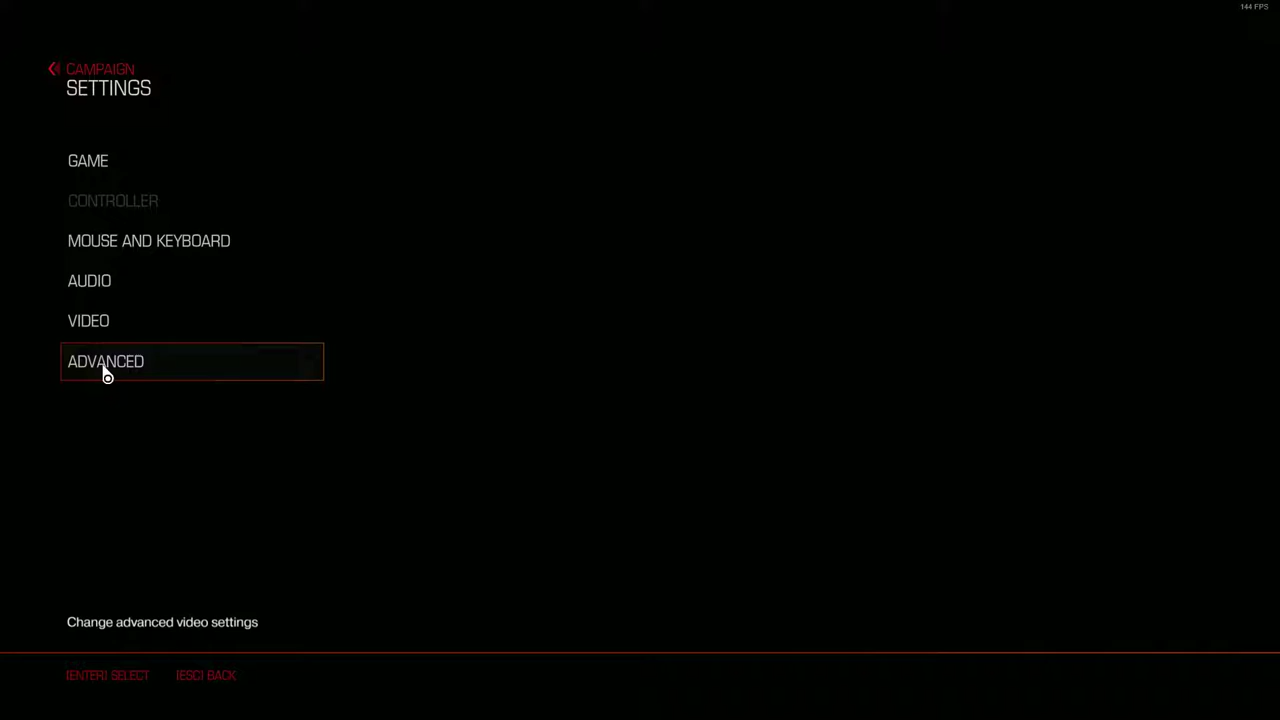 144 FPS
CAMPAIGN
SETTINGS
GAME
CONTROLLER
MOUSE AND KEYBOARD
AUDIO
VIDEO
ADVANCED
Change advanced video settings
[ENTER] SELECT [ESC] BACK